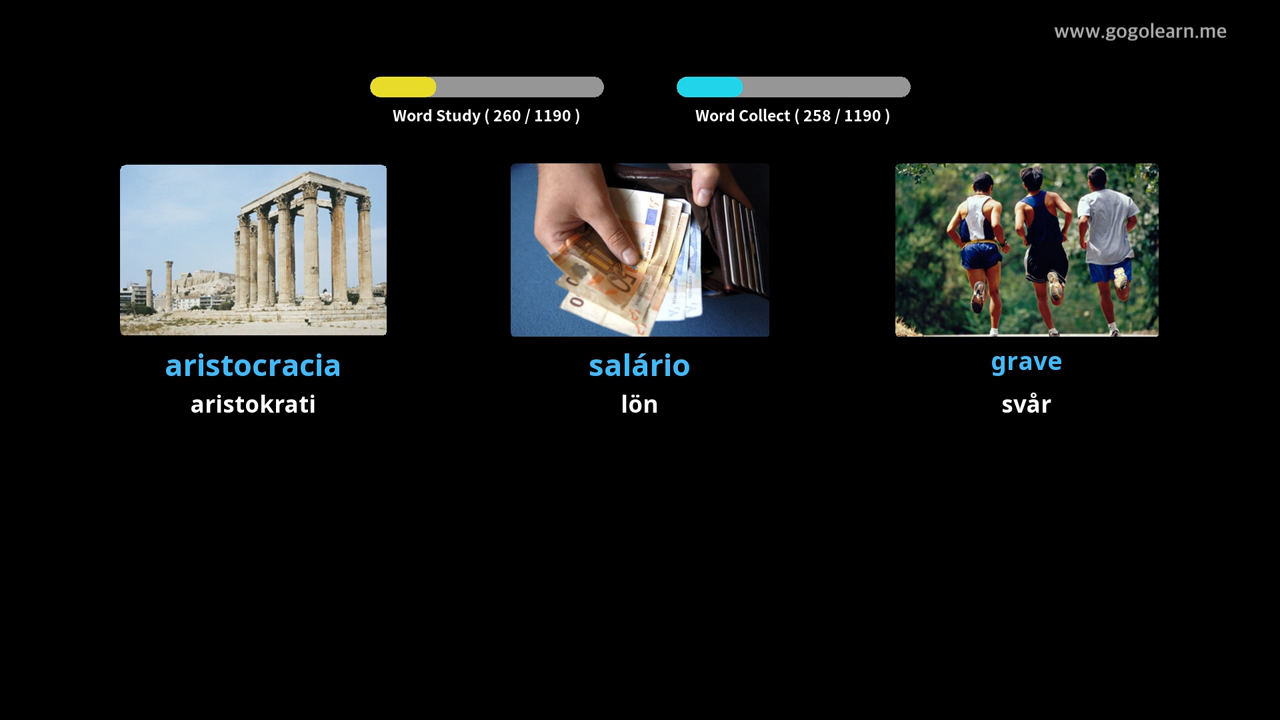 www.gogolearn.me
Word Study ( 260 / 1190 )
Word Collect ( 258 / 1190 )
aristocracia
salário
grave
aristokrati
lön
svår